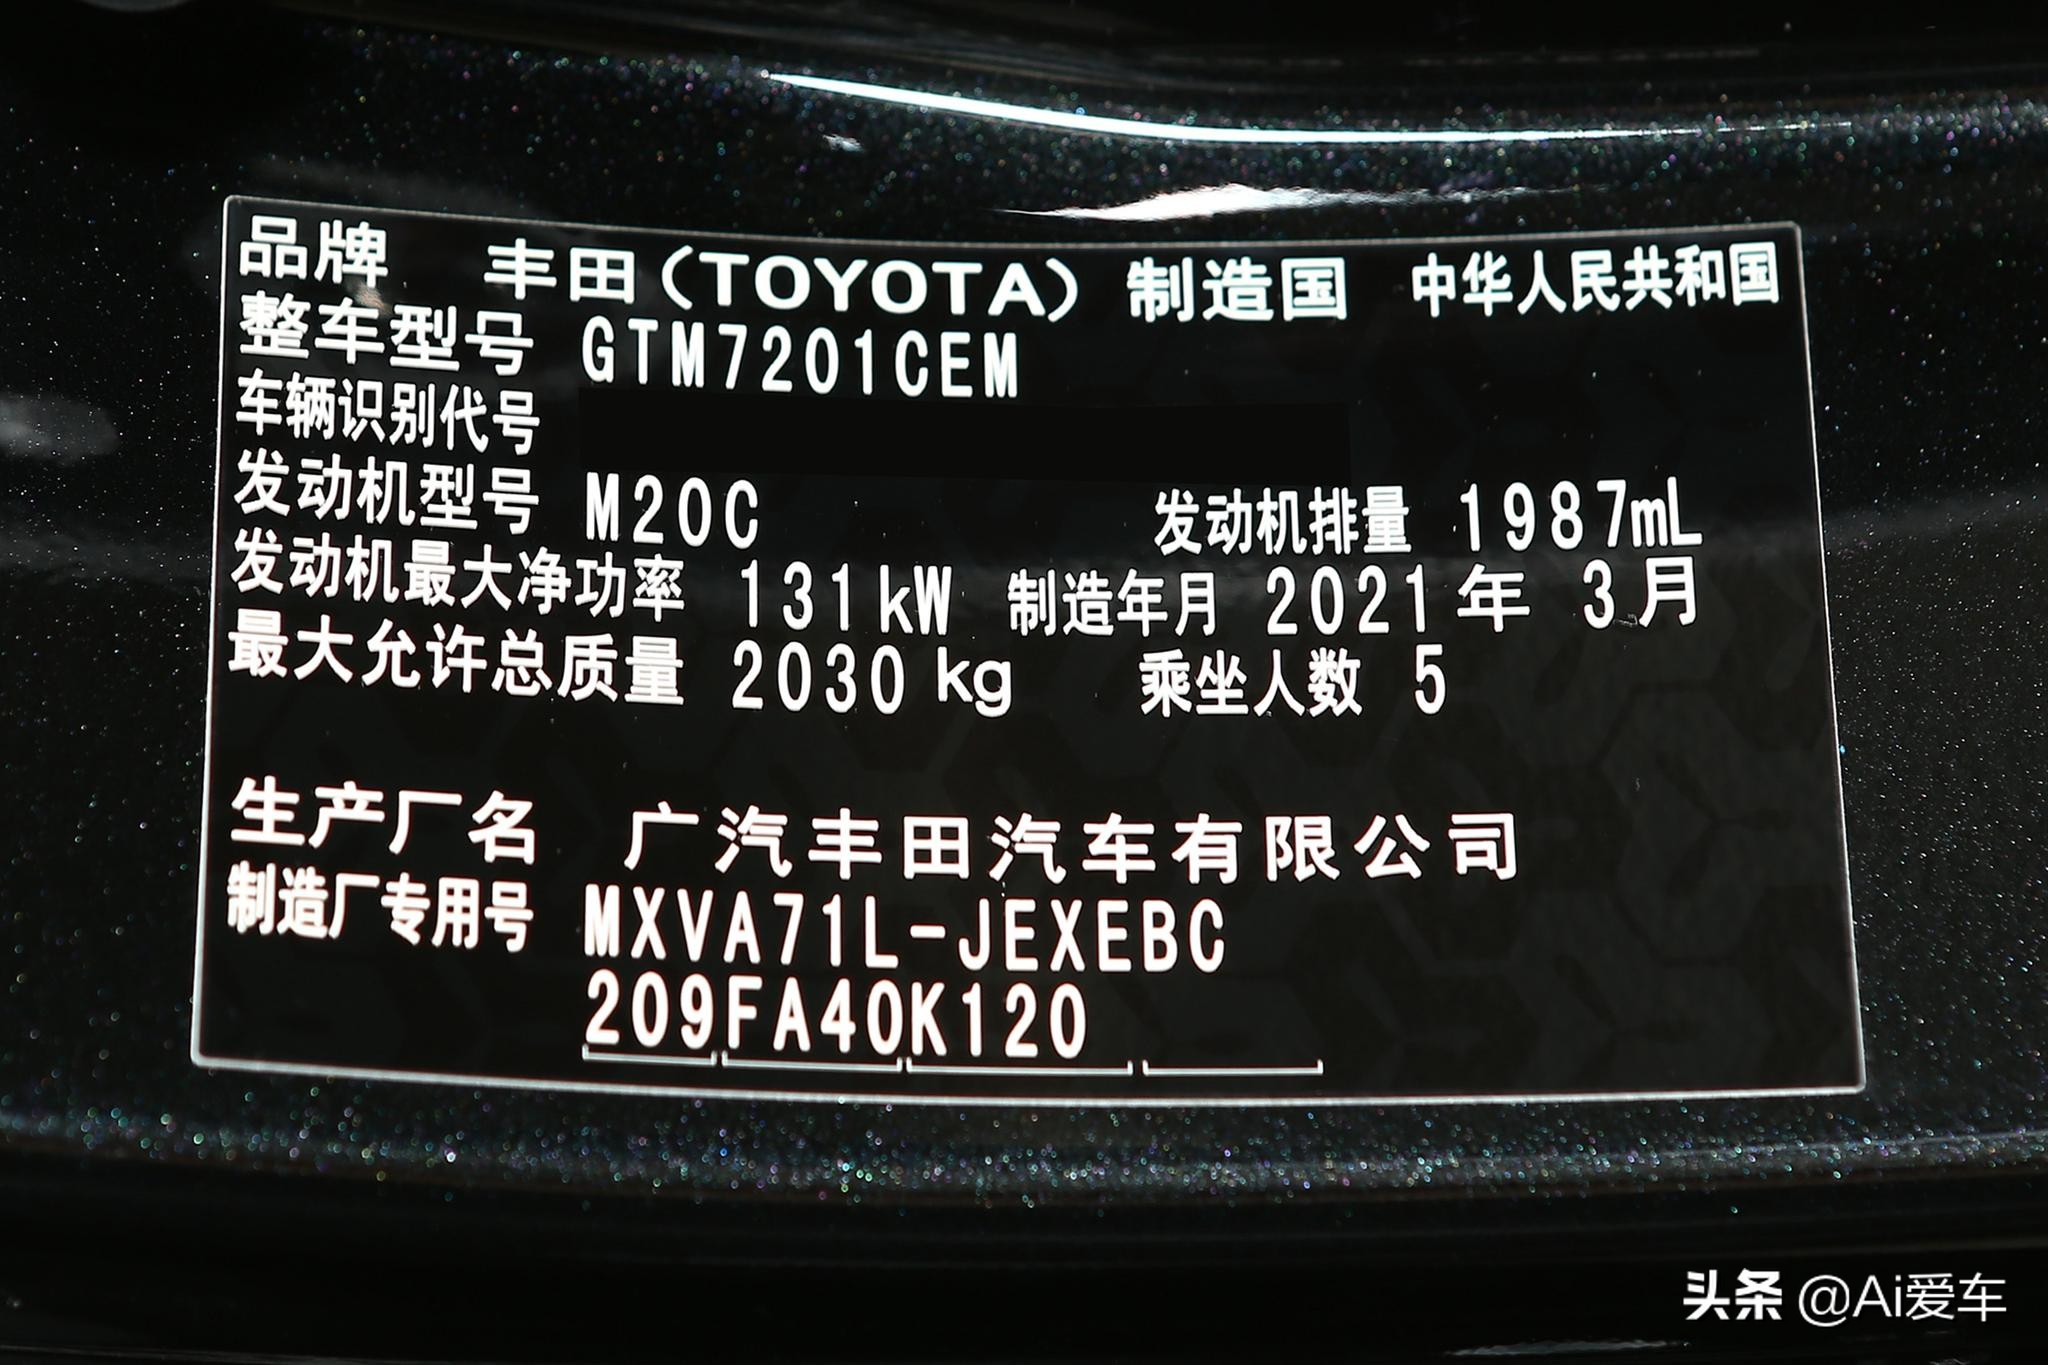 品牌 丰田(TOYOTA) 制造国 中华人民共和国
整车型号 GTM7201CEM
车辆识别代号
发动机型号 M20C 发动机排量 1987mL
发动机最大净功率 131kW 制造年月 2021年 3月
最大允许总质量 2030 kg 乘坐人数 5
生产厂名 广汽丰田汽车有限公司
制造厂专用号 MXVA71L-JEXEBC
209FA40K120
头条 @Ai爱车